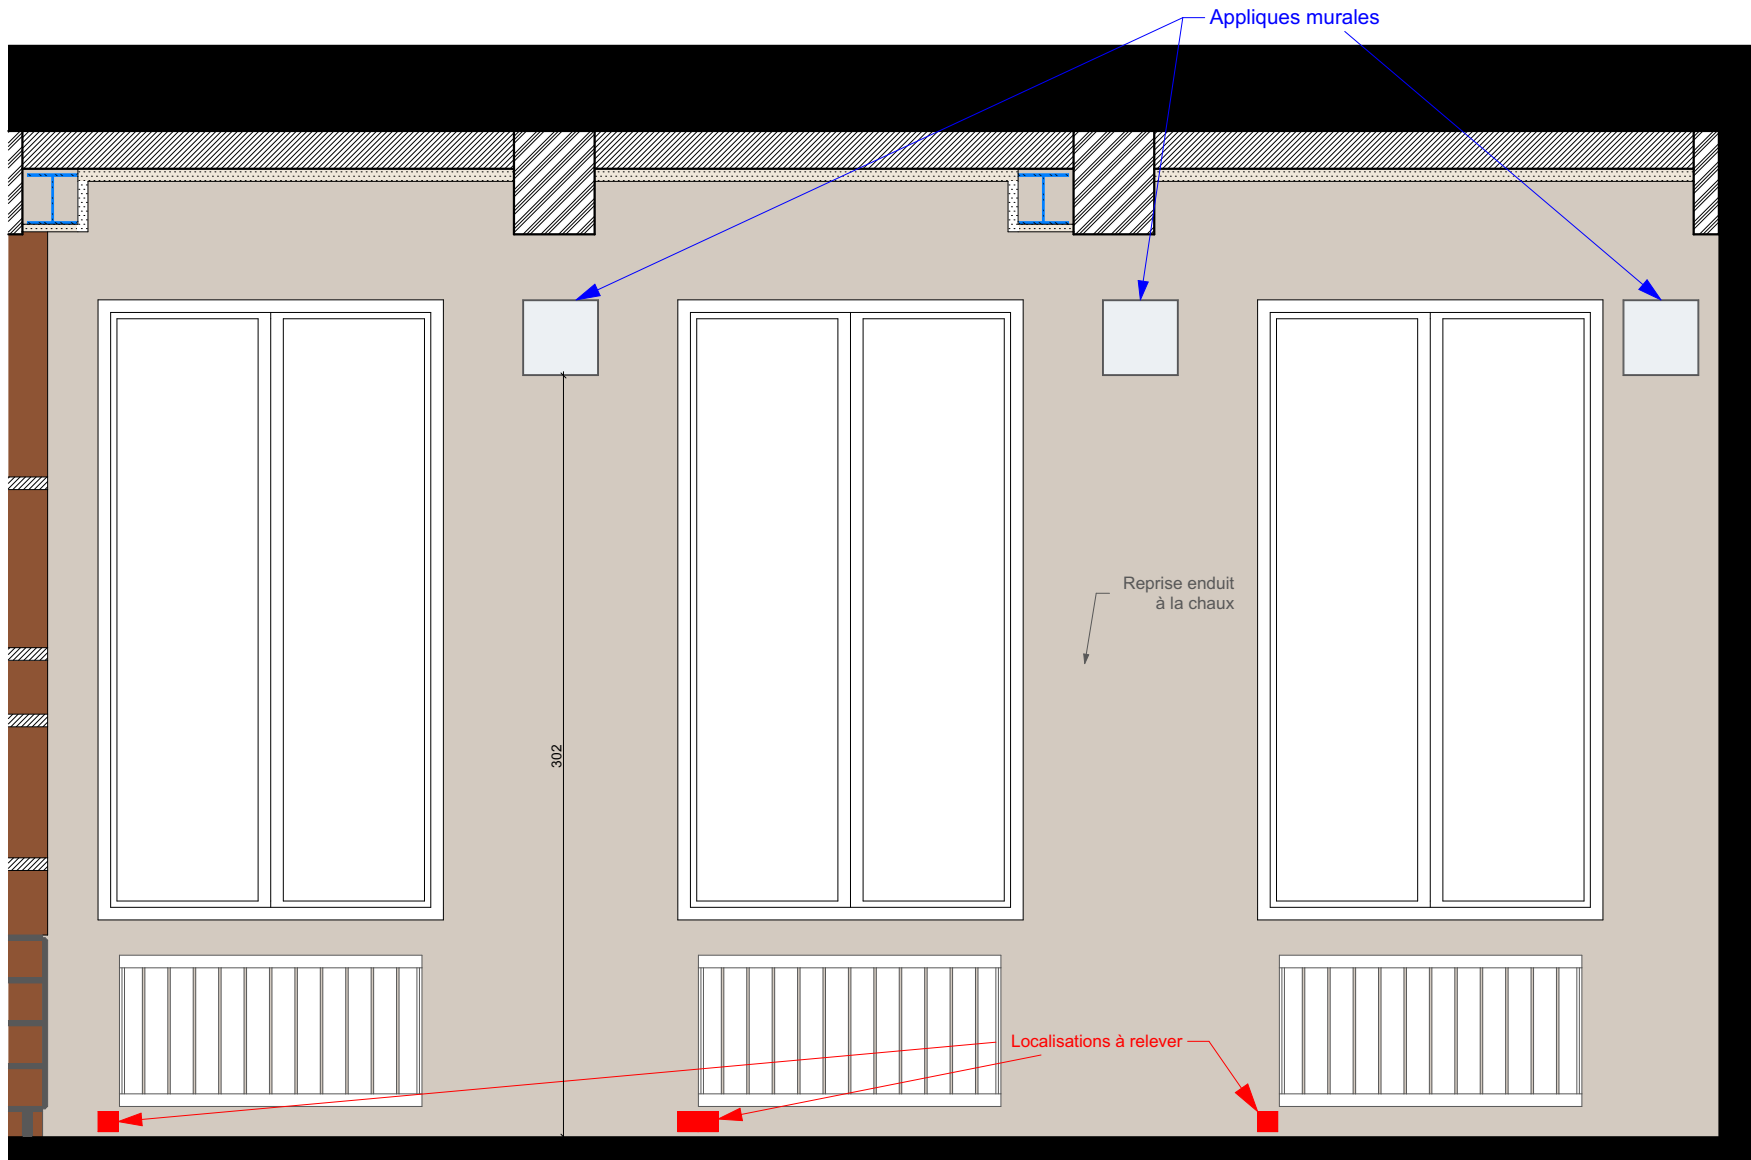 Appliques murales
Reprise enduit
à la chaux
302
Localisations à relever